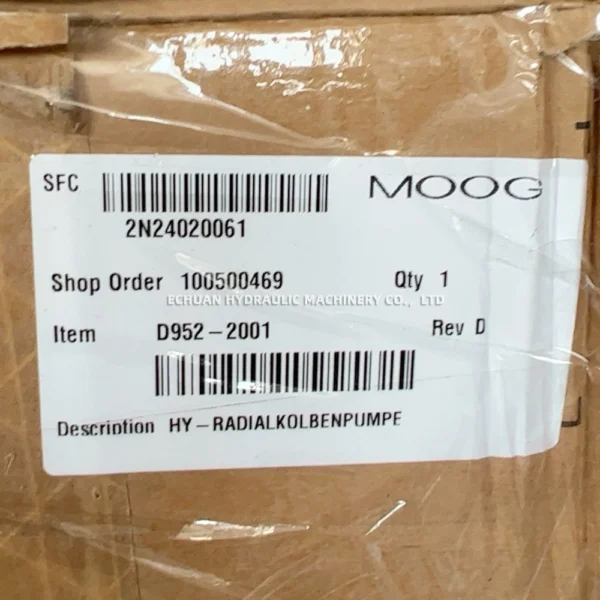 SFC
MOOG
2N24020061
Shop Order 100500469 Qty 1
ECHUAN HYDRAULIC MACHINERY CO., LTD
Item D952-2001 Rev D
Description HY-RADIALKOLBENPUMPE